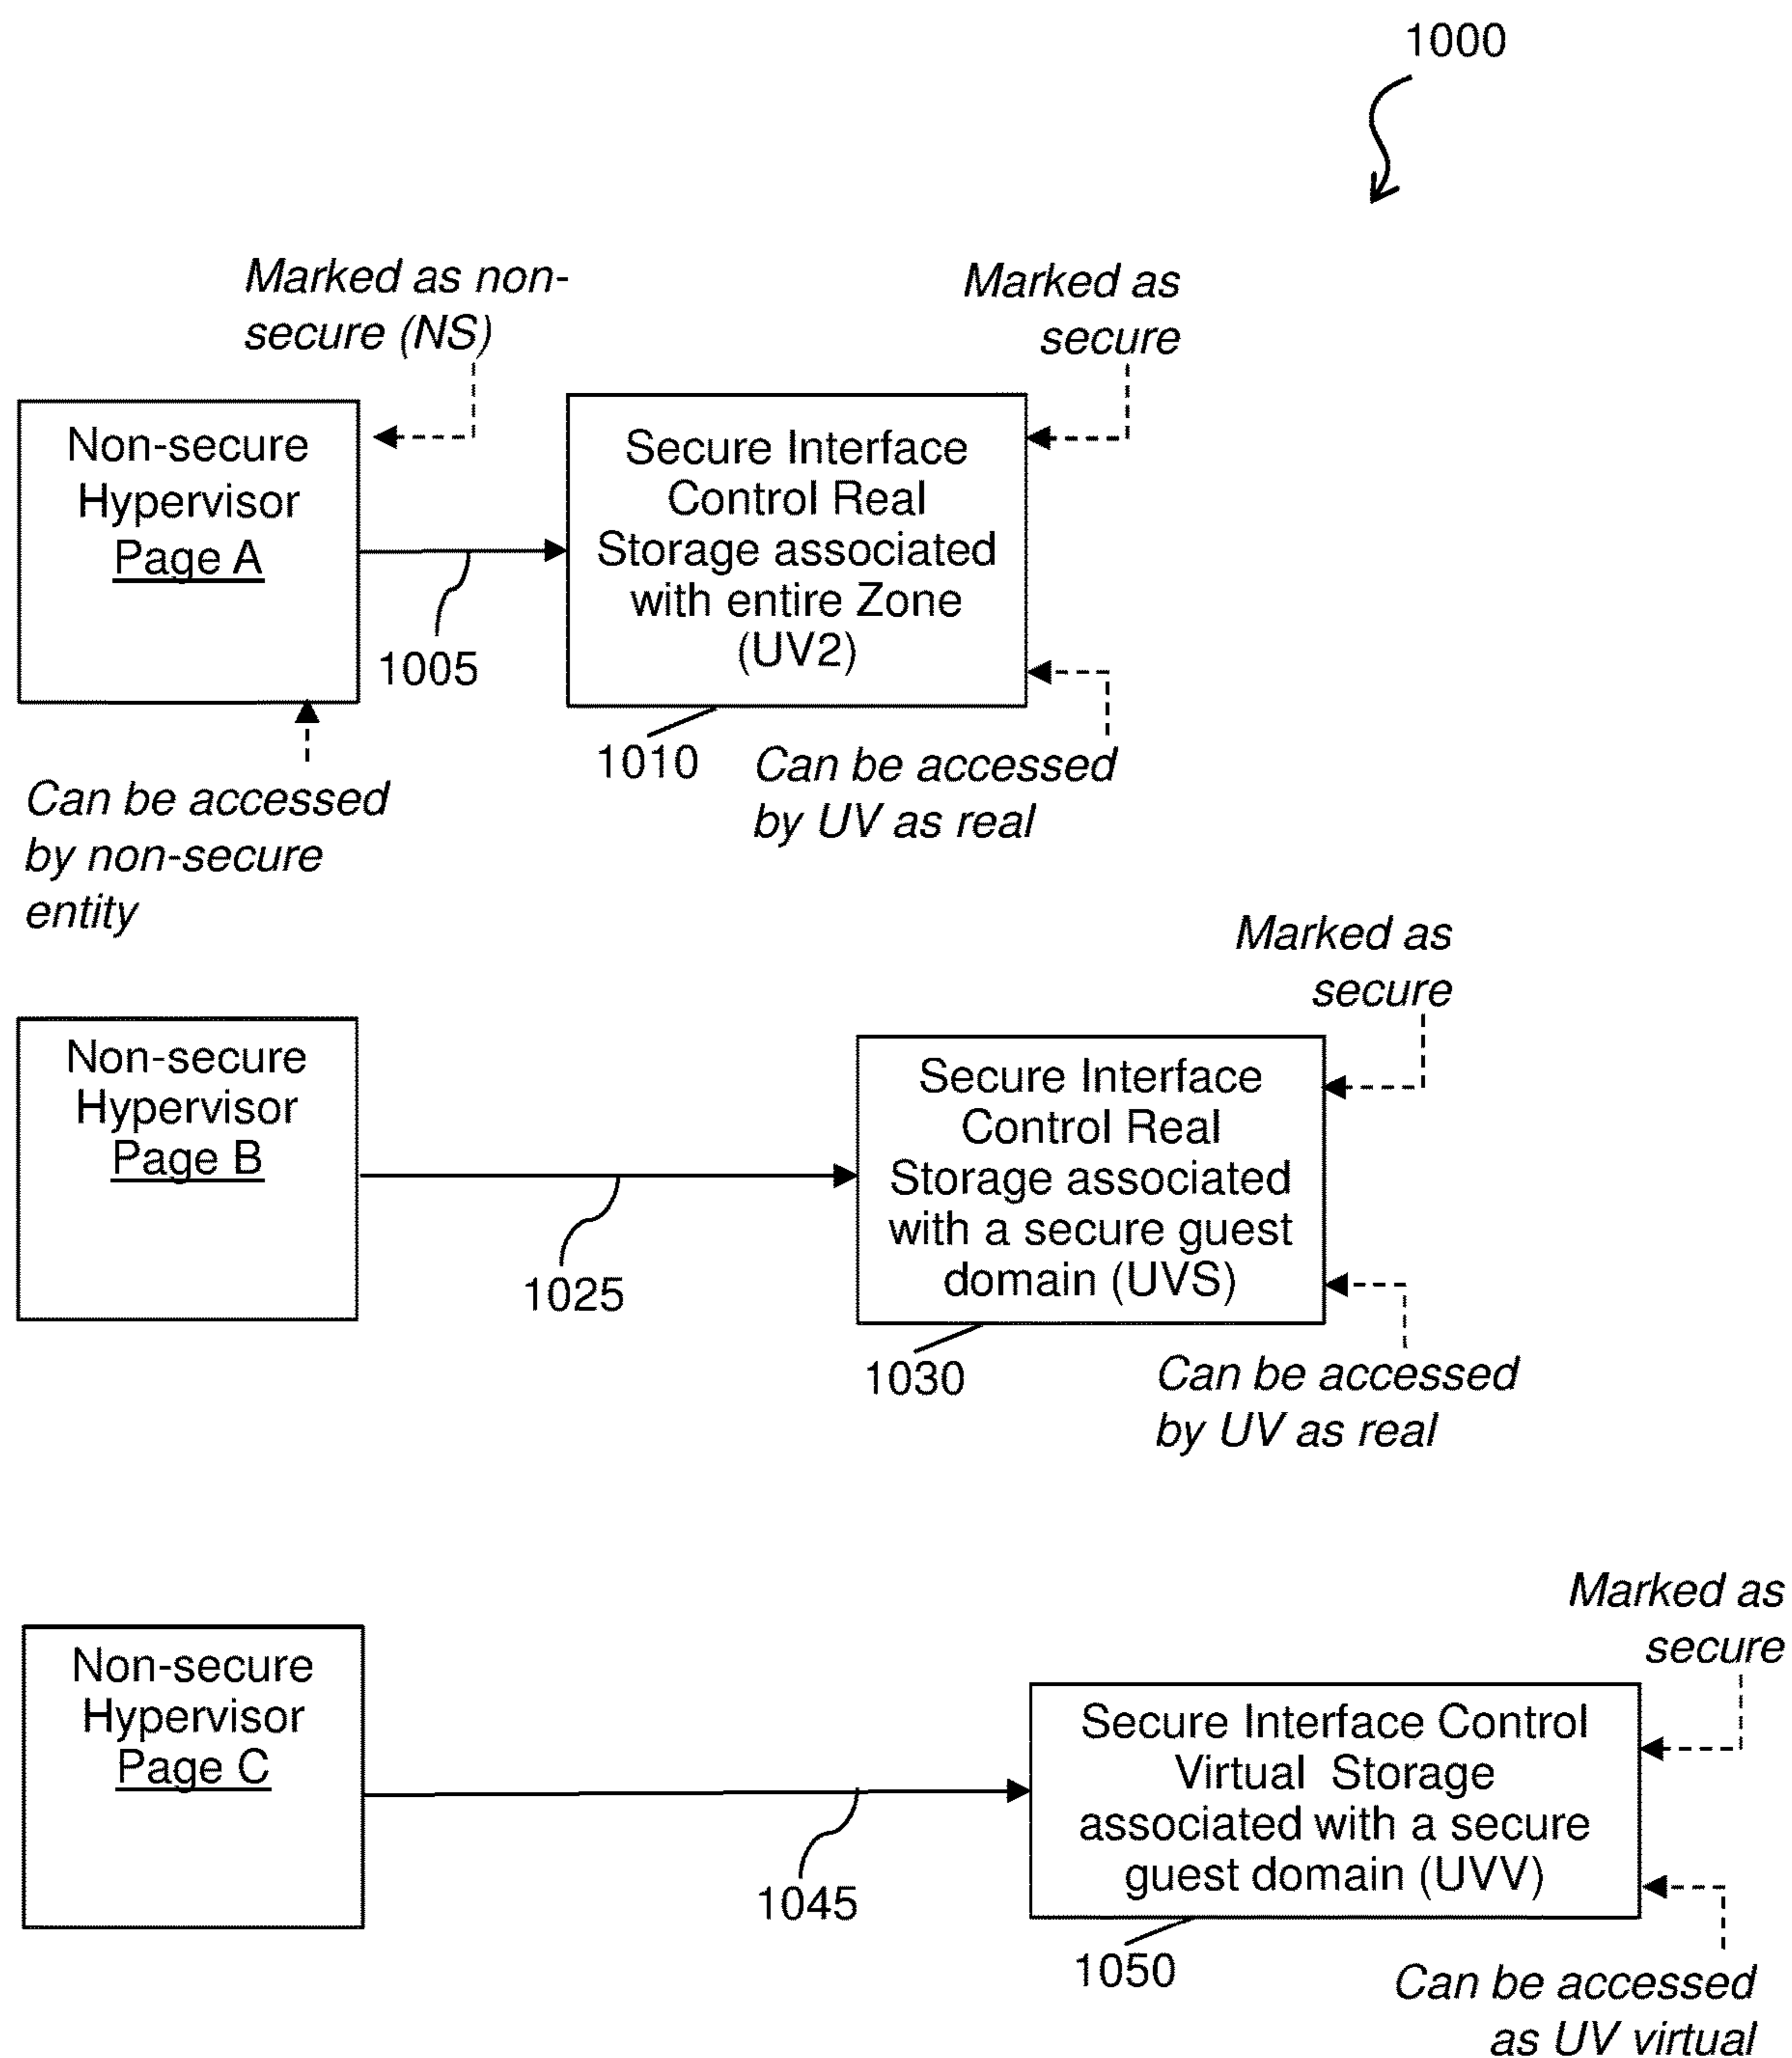 1000
Marked as non-
secure (NS)
Marked as
secure
Non-secure
Hypervisor
Page A
Secure Interface
Control Real
Storage associated
with entire Zone
(UV2)
1005
1010
Can be accessed
by UV as real
Can be accessed
by non-secure
entity
Marked as
secure
Non-secure
Hypervisor
Page B
Secure Interface
Control Real
Storage associated
with a secure guest
domain (UVS)
1025
1030
Can be accessed
by UV as real
Marked as
secure
Non-secure
Hypervisor
Page C
Secure Interface Control
Virtual Storage
associated with a secure
guest domain (UVV)
1045
1050
Can be accessed
as UV virtual